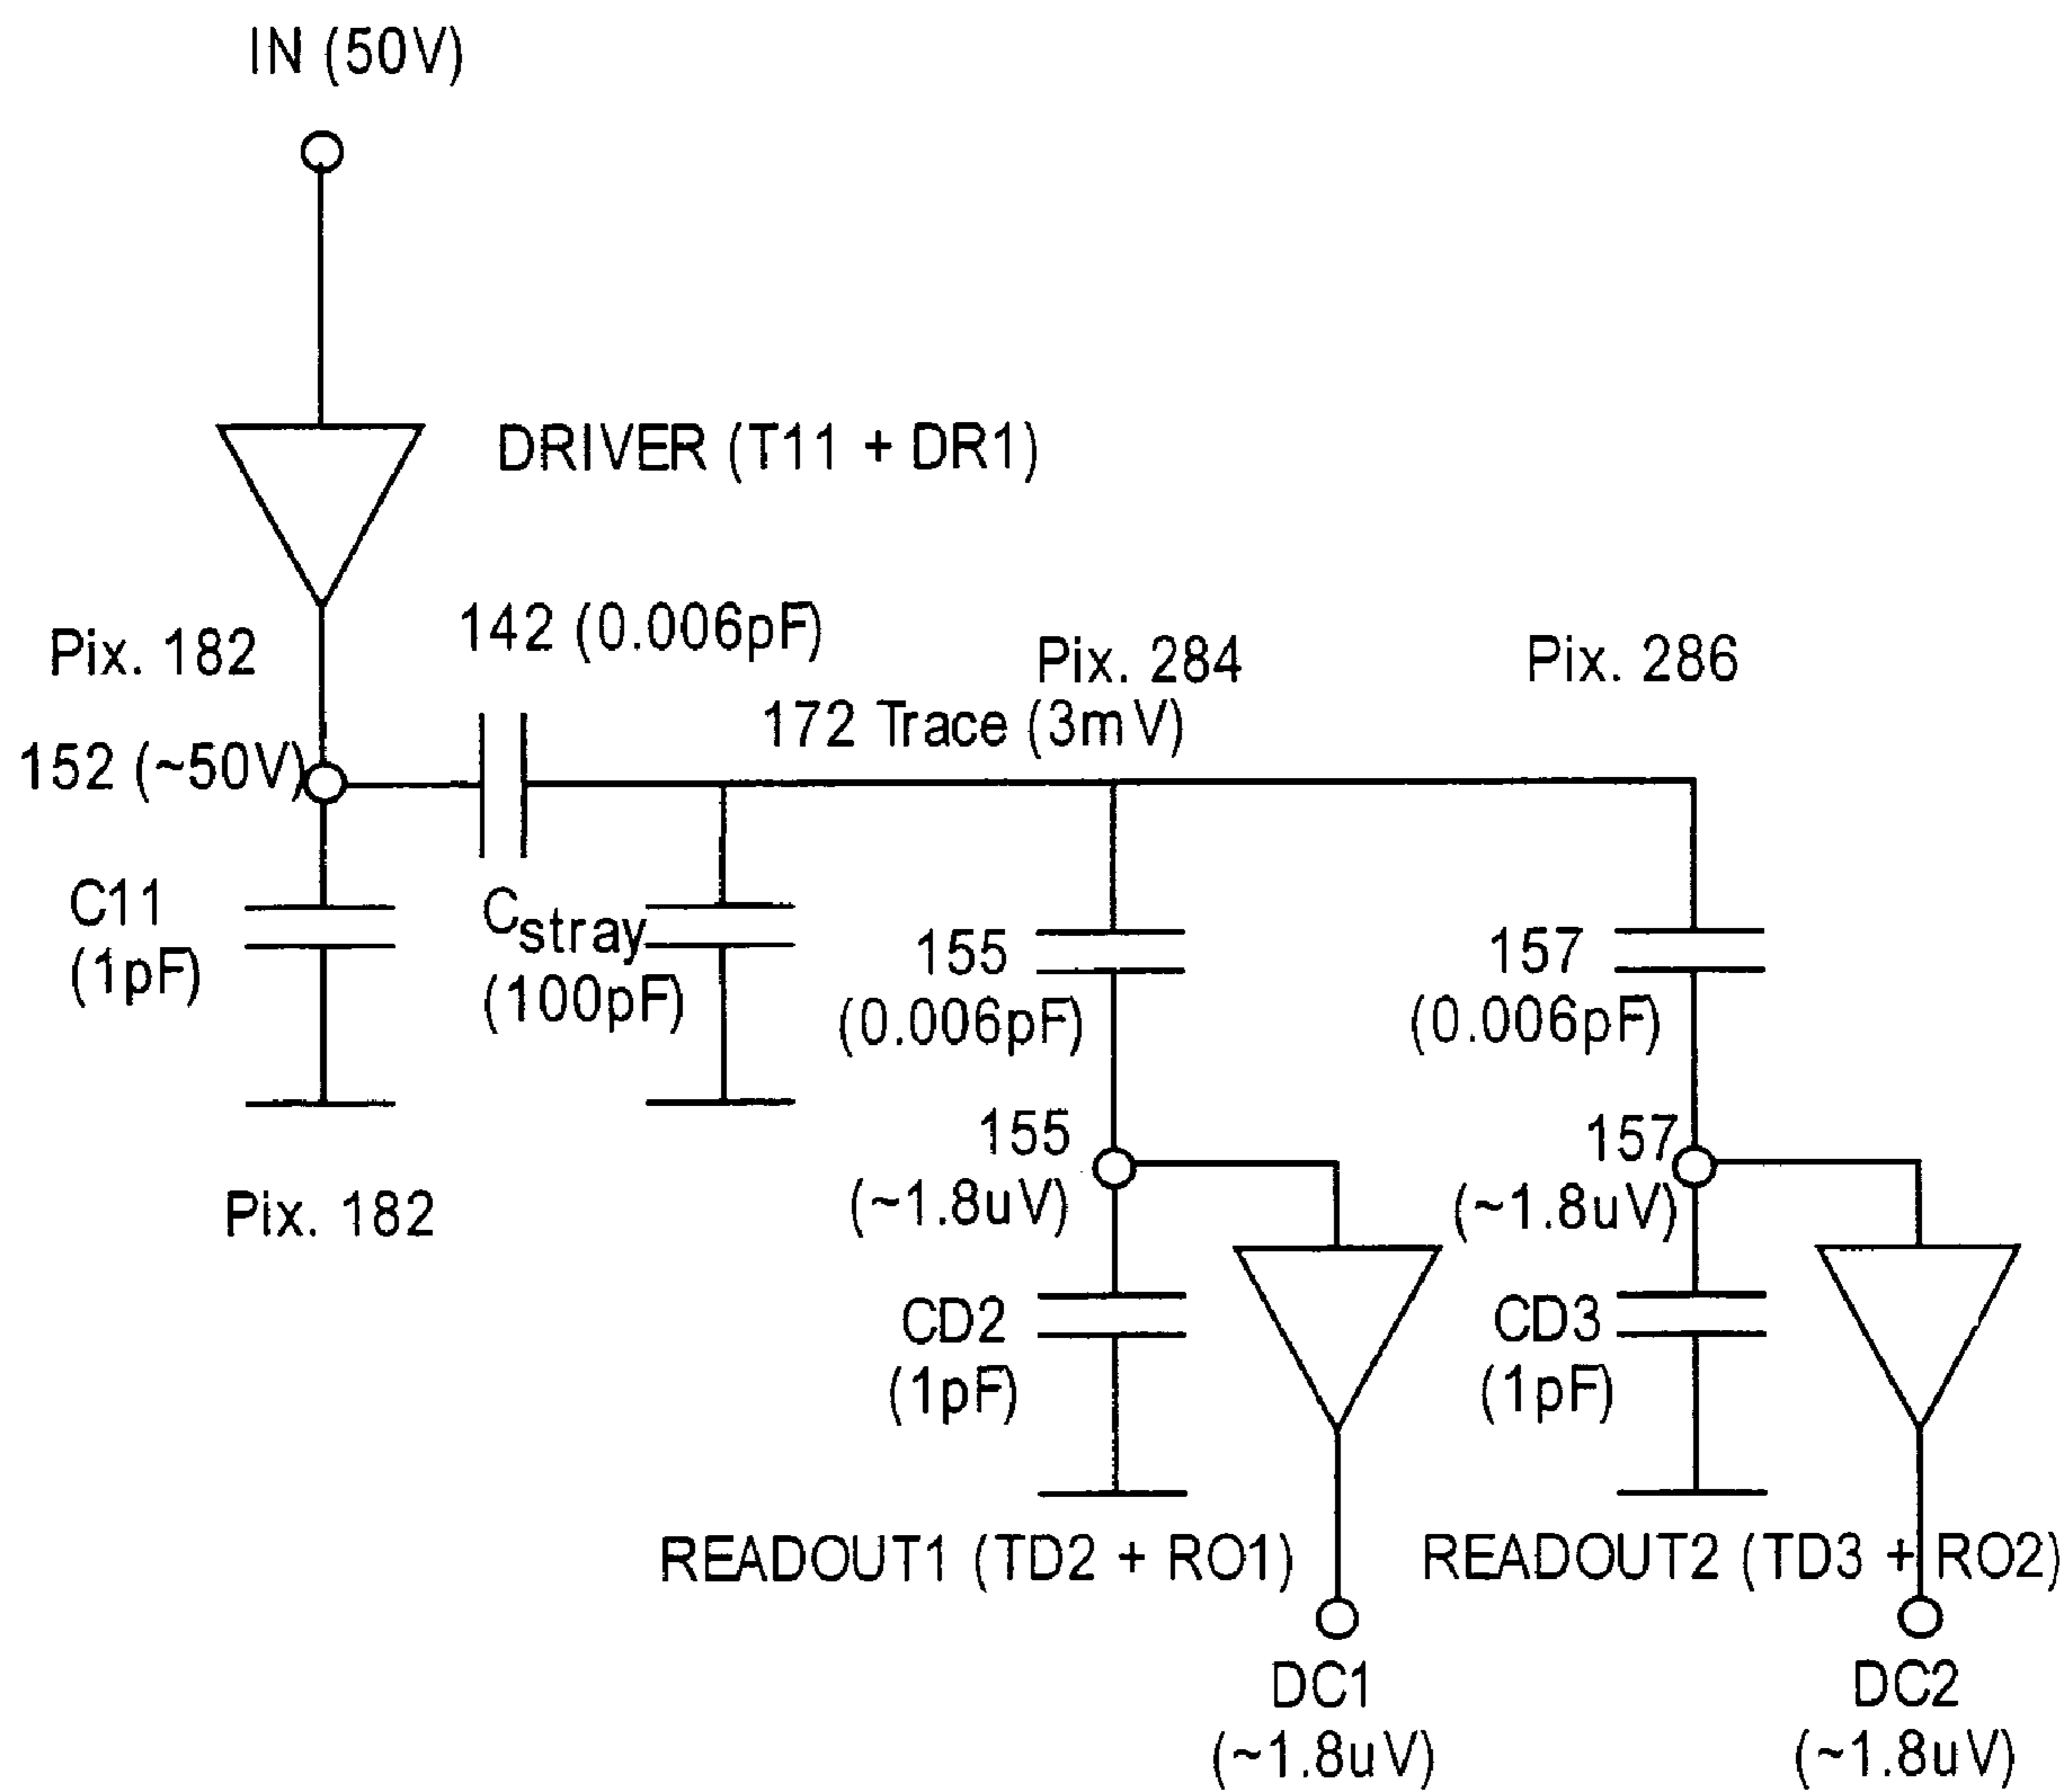 IN (50V)
DRIVER (T11 + DR1)
142 (0.006pF)
Pix. 182
Pix. 284
Pix. 286
172 Trace (3mV)
152 (~50V)
C11
(1pF)
Cstray
(100pF)
155
(0.006pF)
157
(0.006pF)
155
(~1.8uV)
157
(~1.8uV)
Pix. 182
CD2
(1pF)
CD3
(1pF)
READOUT1 (TD2 + RO1)
READOUT2 (TD3 + RO2)
DC1
(~1.8uV)
DC2
(~1.8uV)